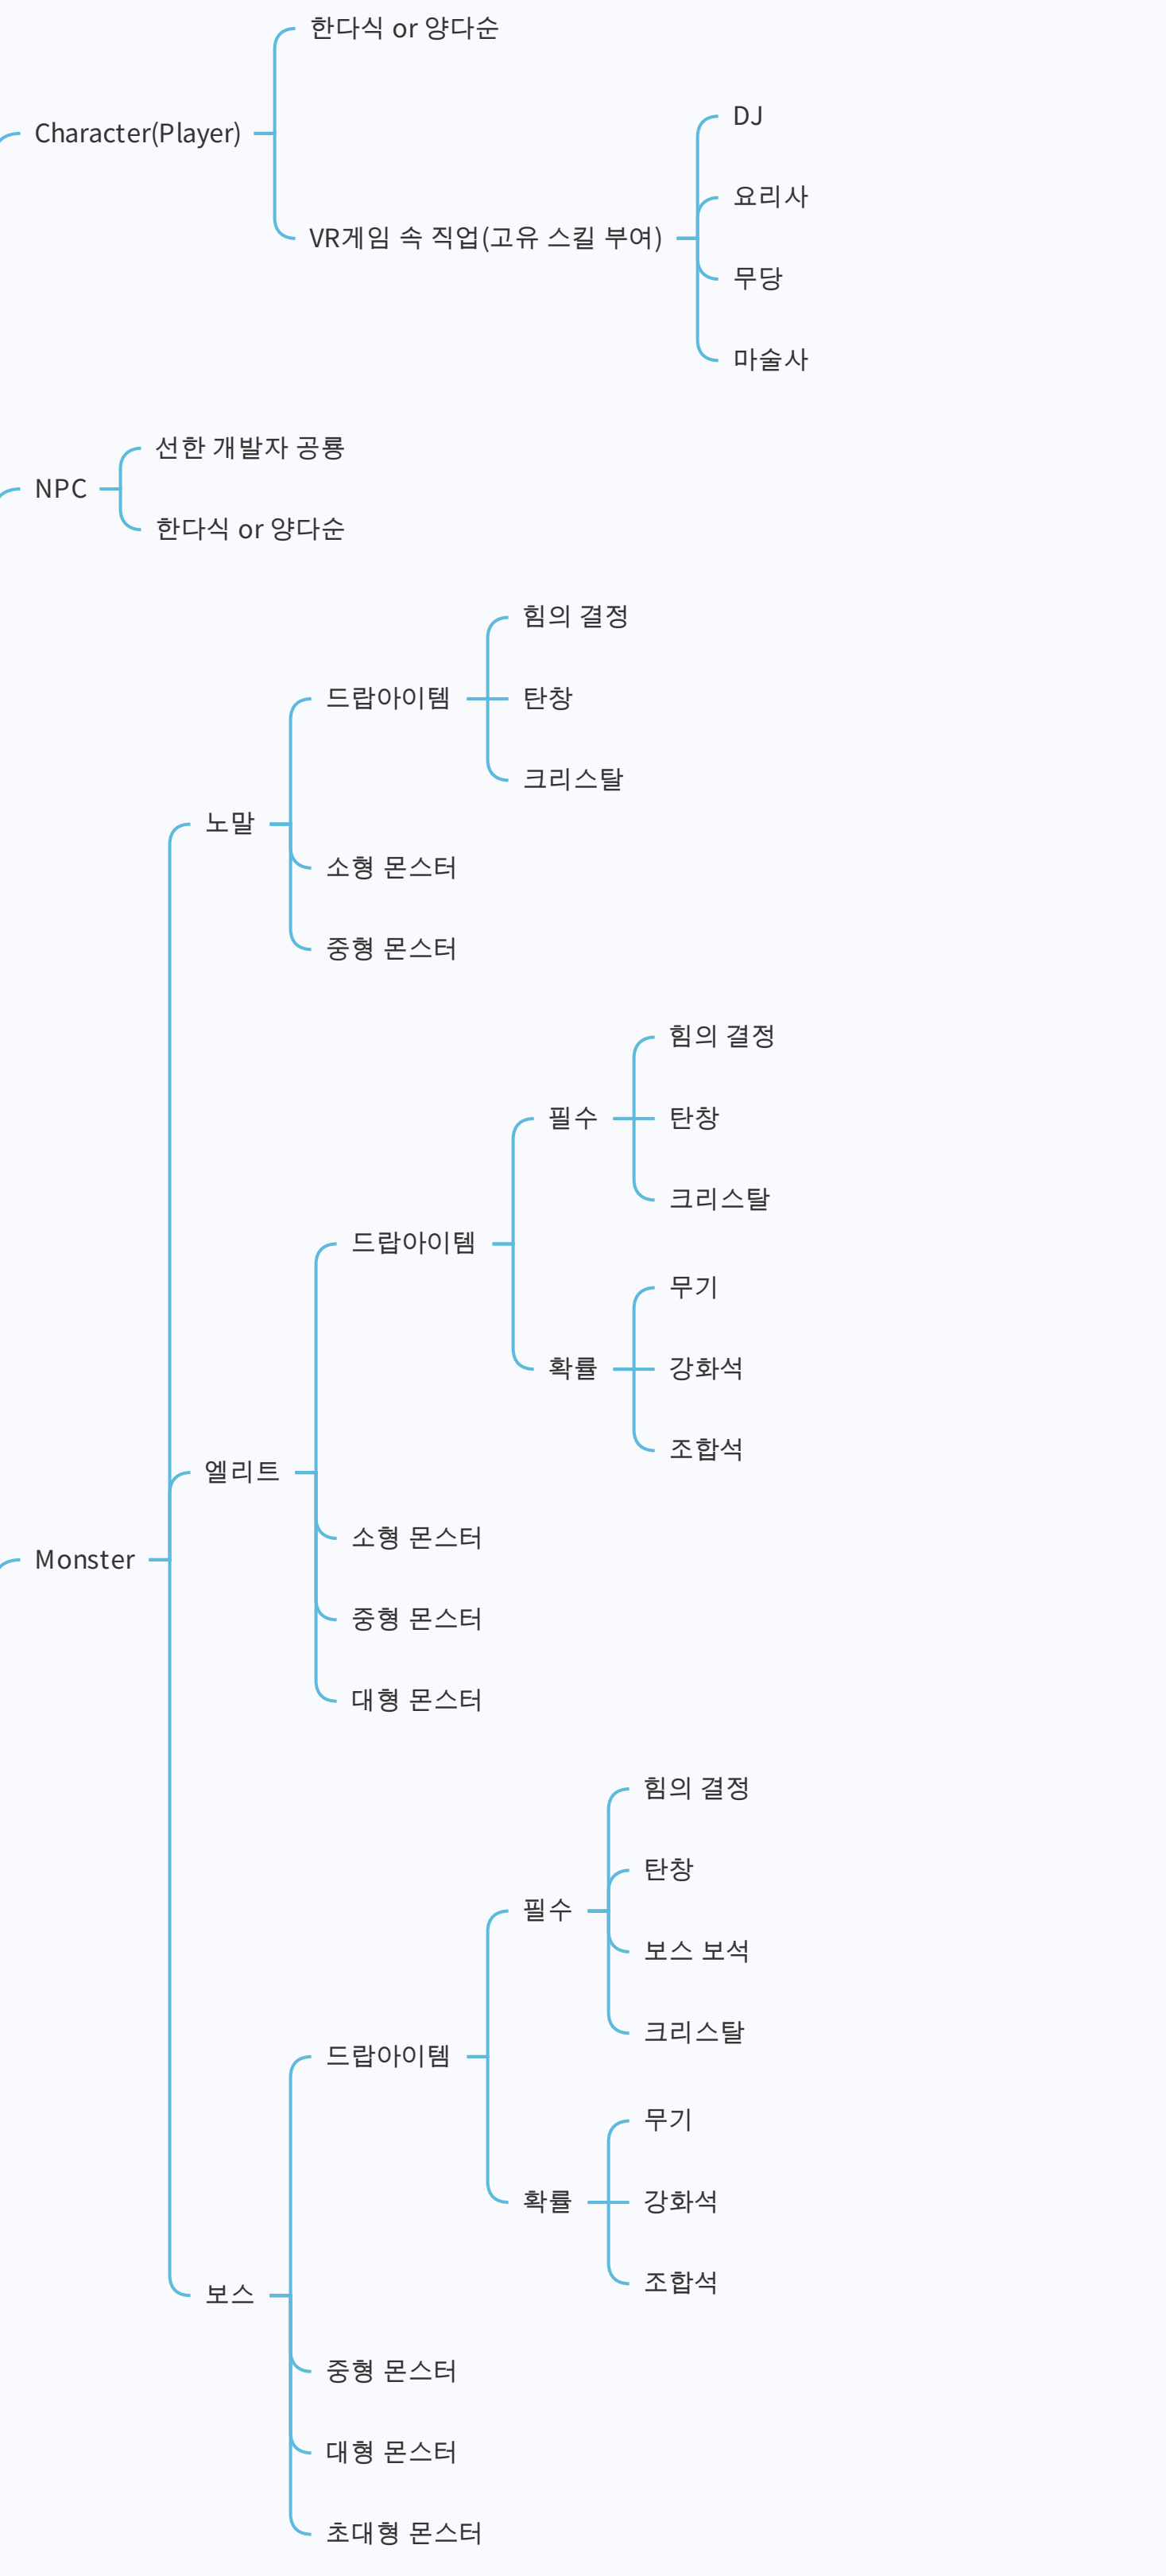 한다식 or 양다순
Character(Player)
DJ
요리사
VR게임 속 직업(고유 스킬 부여)
무당
마술사
선한 개발자 공룡
NPC
한다식 or 양다순
힘의 결정
드랍아이템
탄창
크리스탈
노말
소형 몬스터
중형 몬스터
힘의 결정
필수
탄창
크리스탈
드랍아이템
무기
확률
강화석
조합석
엘리트
소형 몬스터
Monster
중형 몬스터
대형 몬스터
힘의 결정
탄창
필수
보스 보석
크리스탈
드랍아이템
무기
확률
강화석
조합석
보스
중형 몬스터
대형 몬스터
초대형 몬스터